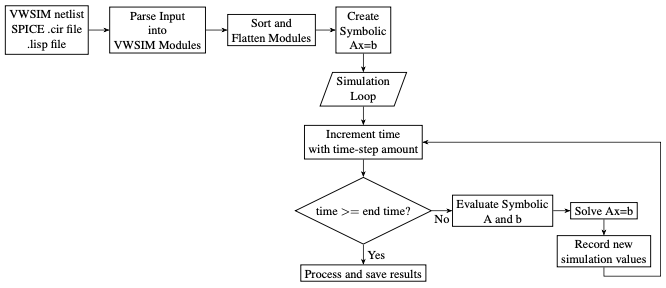 VWSIM netlist
SPICE .cir file
.lisp file
Parse Input
into
VWSIM Modules
Sort and
Flatten Modules
Create
Symbolic
Ax=b
Simulation
Loop
Increment time
with time-step amount
time >= end time?
No
Evaluate Symbolic
A and b
Solve Ax=b
Record new
simulation values
Yes
Process and save results